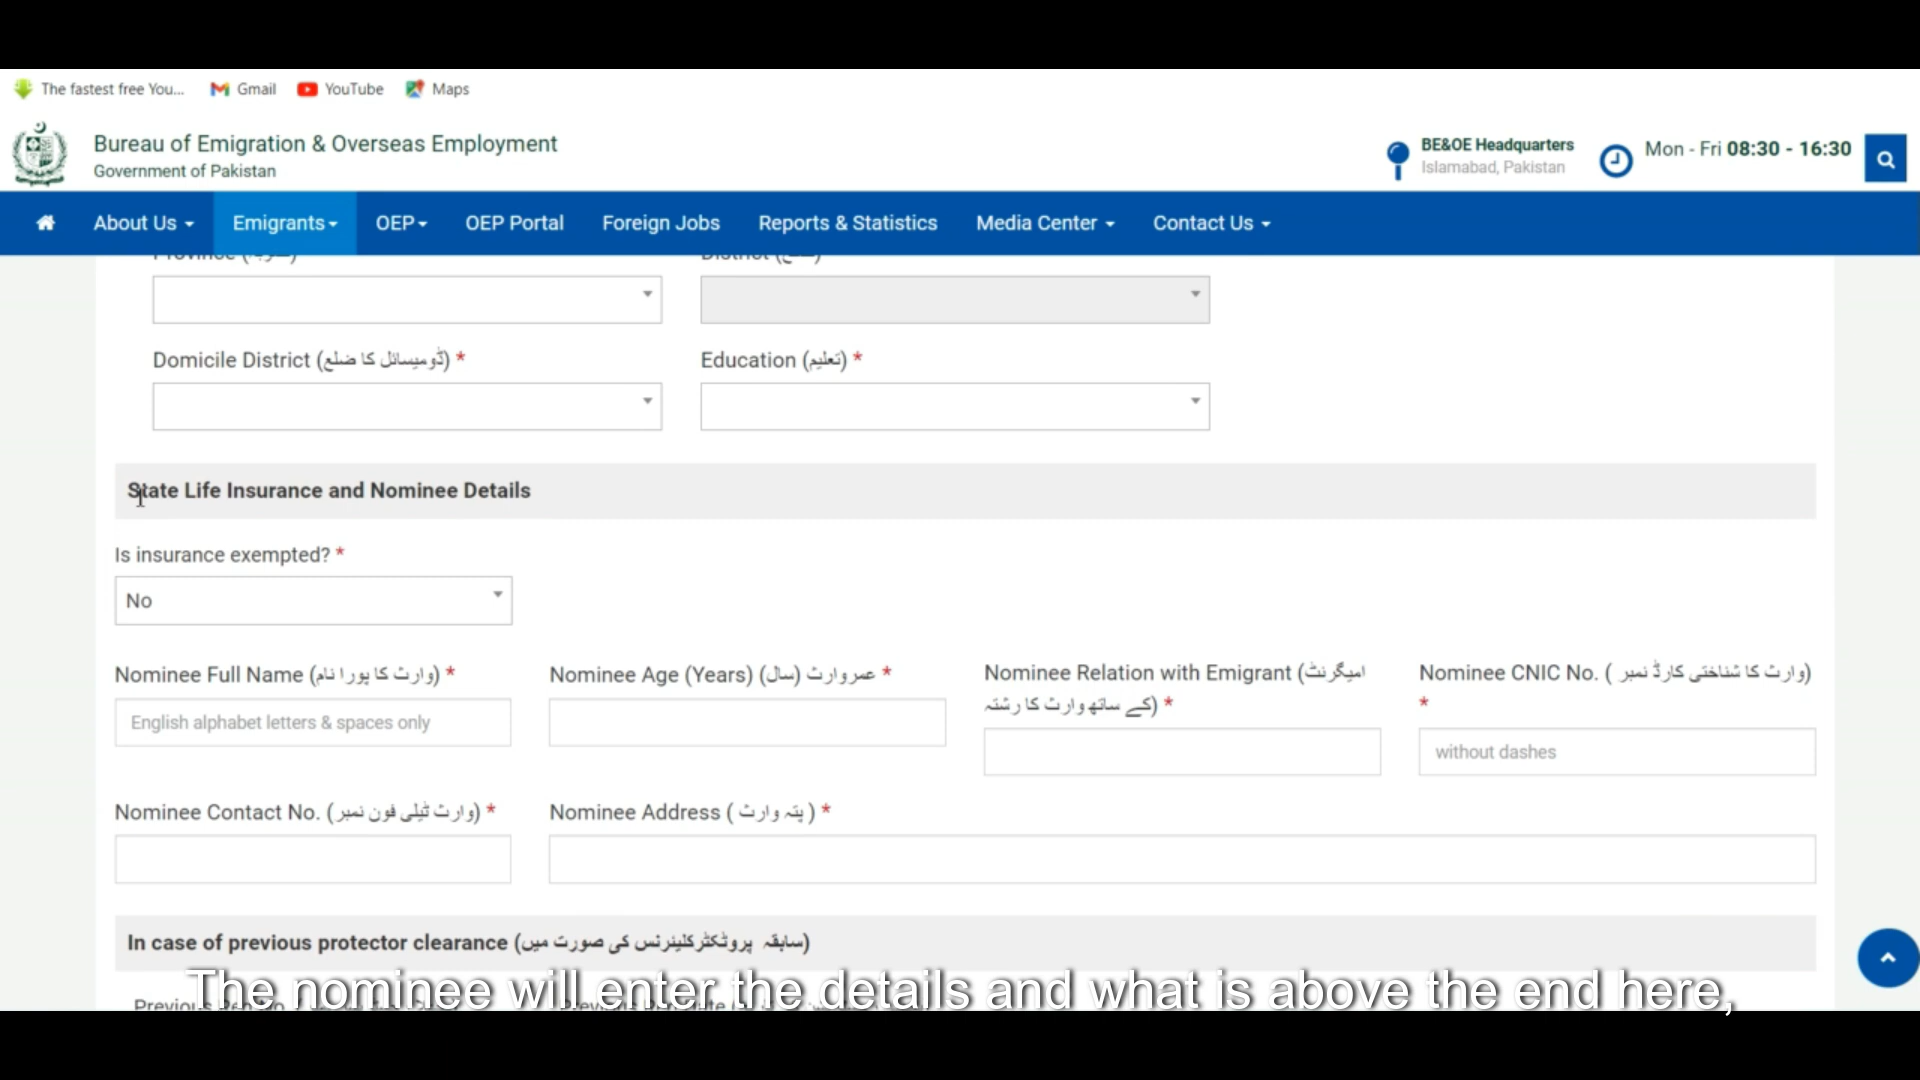 The fastest free You... Gmail YouTube Maps
Bureau of Emigration & Overseas Employment
Government of Pakistan
BE&OE Headquarters
Islamabad, Pakistan
Mon - Fri 08:30 - 16:30
About Us Emigrants OEP OEP Portal Foreign Jobs Reports & Statistics Media Center Contact Us
Domicile District (ڈومیسائل کا ضلع) *
Education (تعلیم) *
State Life Insurance and Nominee Details
Is insurance exempted? *
No
Nominee Full Name (وارث کا پورا نام) *
English alphabet letters & spaces only
Nominee Age (Years) (سال) عمروارث *
Nominee Relation with Emigrant (امیگرنٹ
کے ساتھ وارث کا رشتہ) *
Nominee CNIC No. ( وارث کا شناختی کارڈ نمبر)
*
without dashes
Nominee Contact No. (وارث ٹیلی فون نمبر) *
Nominee Address ( پتہ وارث ) *
In case of previous protector clearance (سابقہ پروٹکٹرکلیئرنس کی صورت میں)
The nominee will enter the details and what is above the end here,